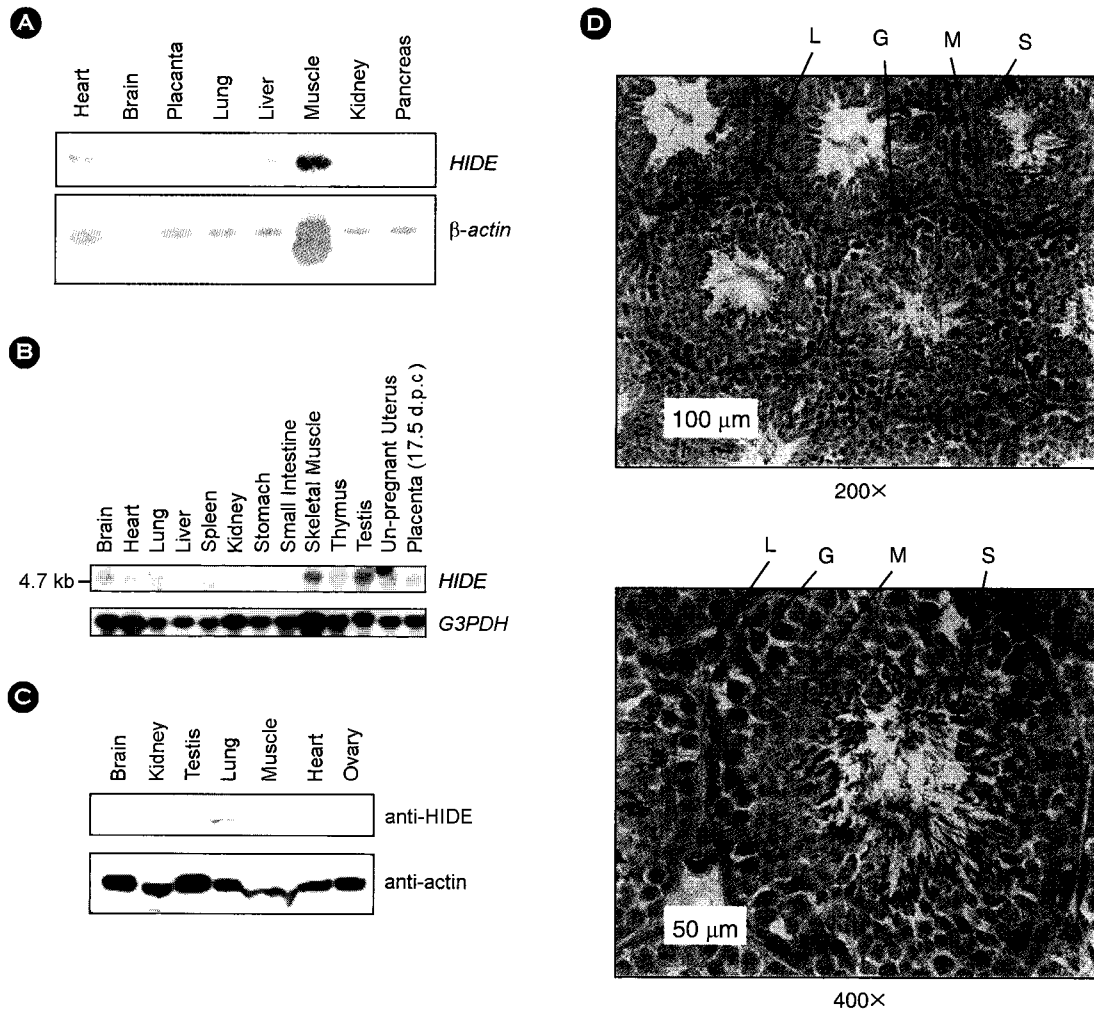 A
Heart
Brain
Placanta
Lung
Liver
Muscle
Kidney
Pancreas
HIDE
β-actin
B
Brain
Heart
Lung
Liver
Spleen
Kidney
Stomach
Small Intestine
Skeletal Muscle
Thymus
Testis
Un-pregnant Uterus
Placenta (17.5 d.p.c)
4.7 kb
HIDE
G3PDH
C
Brain
Kidney
Testis
Lung
Muscle
Heart
Ovary
anti-HIDE
anti-actin
D
L G M S
100 μm
200×
L G M S
50 μm
400×